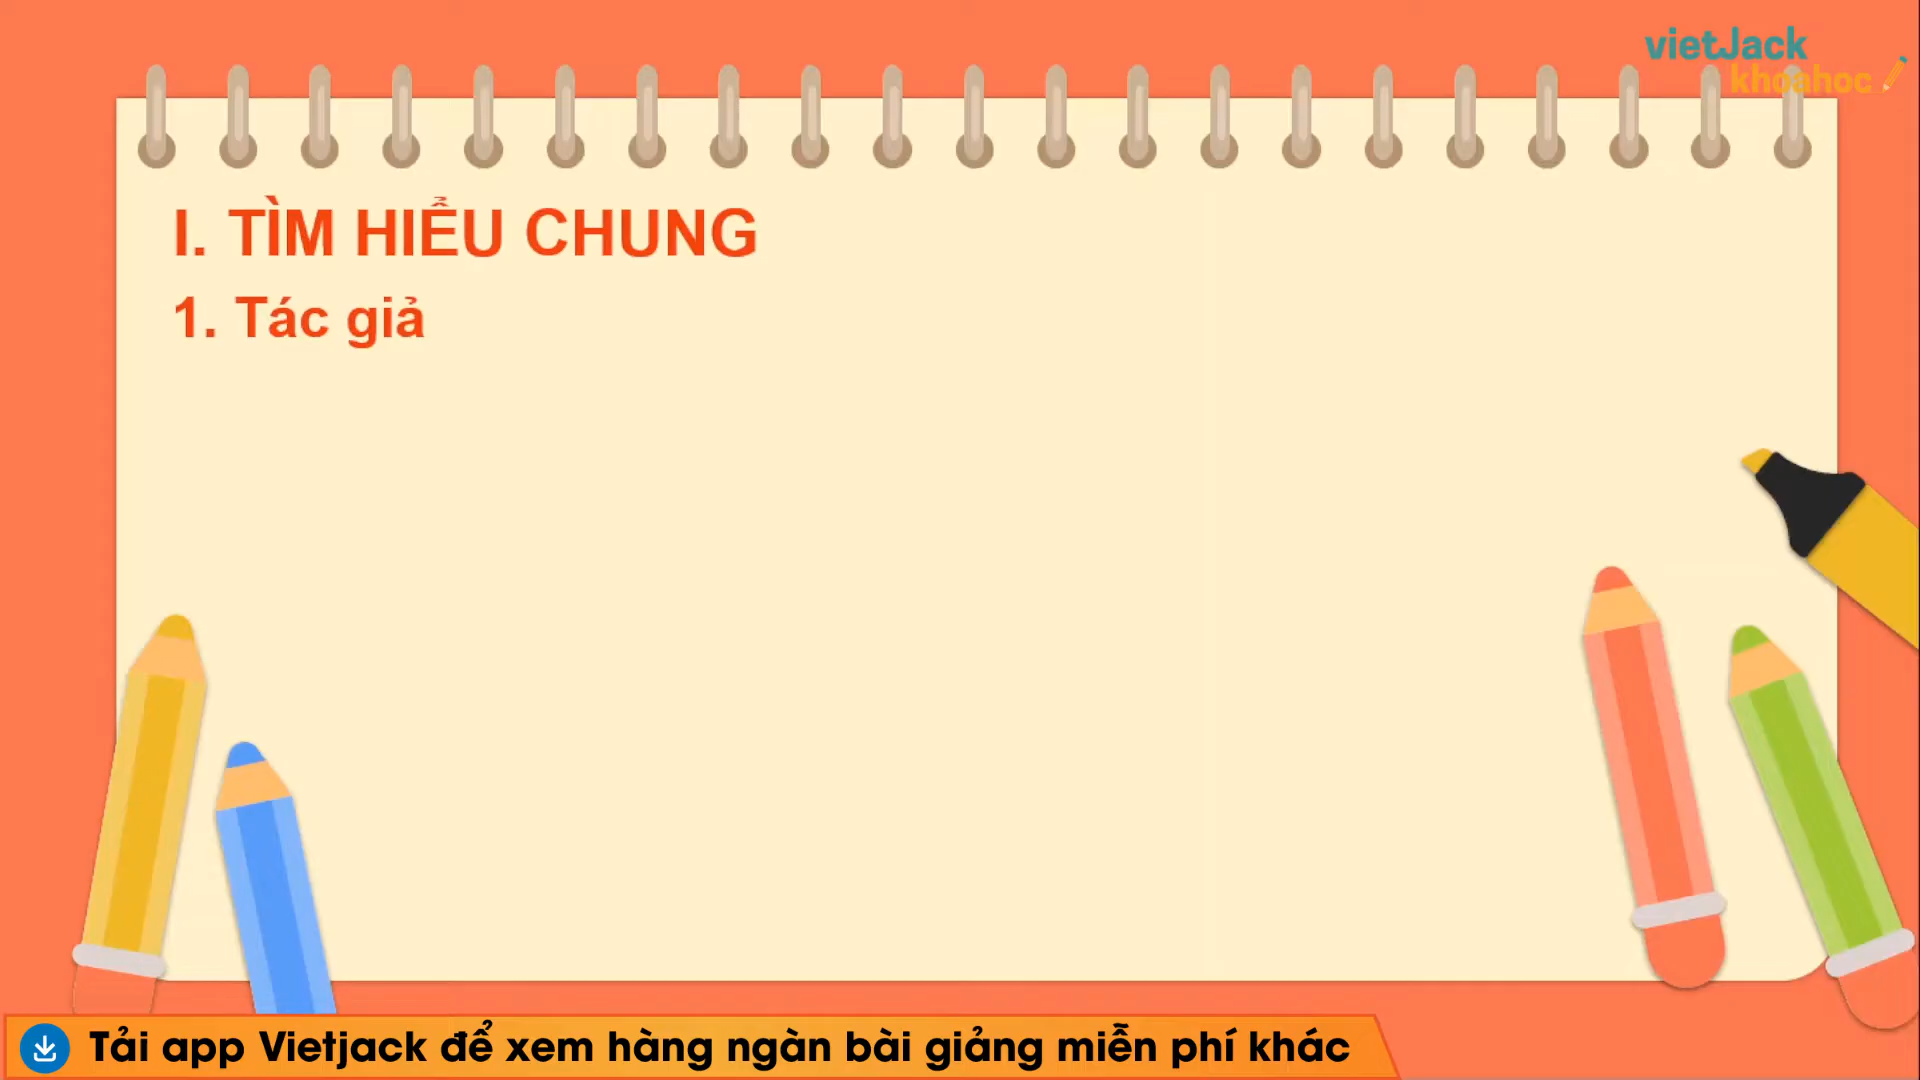 vietJack
khoahoc
I. TÌM HIỂU CHUNG
1. Tác giả
Tải app Vietjack để xem hàng ngàn bài giảng miễn phí khác